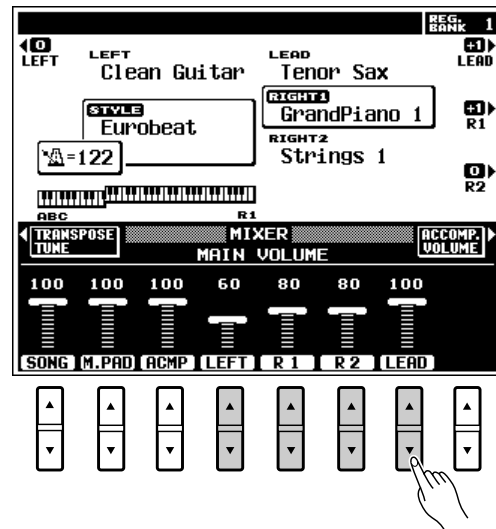 REG. BANK 1
0
LEFT
LEFT
Clean Guitar
LEAD
Tenor Sax
+1
LEAD
STYLE
Eurobeat
RIGHT1
GrandPiano 1
+1
R1
=122
RIGHT2
Strings 1
0
R2
ABC
R1
TRANSPOSE
TUNE
MIXER
MAIN VOLUME
ACCOMP.
VOLUME
100 100 100 60 80 80 100
SONG M.PAD ACMP LEFT R 1 R 2 LEAD